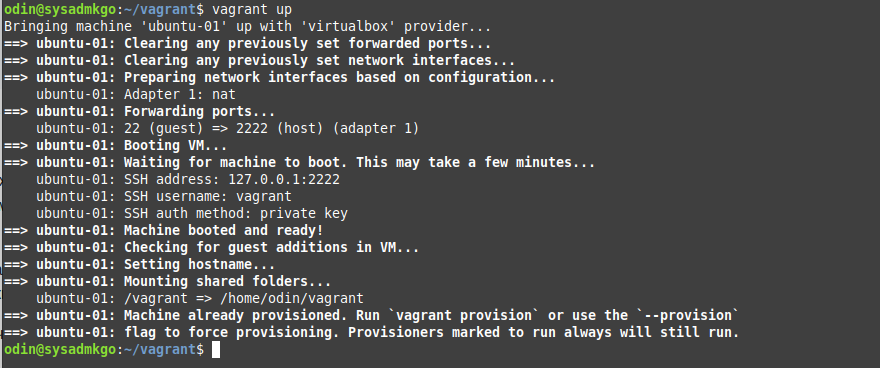 odin@sysadmkgo:~/vagrant$ vagrant up
Bringing machine 'ubuntu-01' up with 'virtualbox' provider...
==> ubuntu-01: Clearing any previously set forwarded ports...
==> ubuntu-01: Clearing any previously set network interfaces...
==> ubuntu-01: Preparing network interfaces based on configuration...
    ubuntu-01: Adapter 1: nat
==> ubuntu-01: Forwarding ports...
    ubuntu-01: 22 (guest) => 2222 (host) (adapter 1)
==> ubuntu-01: Booting VM...
==> ubuntu-01: Waiting for machine to boot. This may take a few minutes...
    ubuntu-01: SSH address: 127.0.0.1:2222
    ubuntu-01: SSH username: vagrant
    ubuntu-01: SSH auth method: private key
==> ubuntu-01: Machine booted and ready!
==> ubuntu-01: Checking for guest additions in VM...
==> ubuntu-01: Setting hostname...
==> ubuntu-01: Mounting shared folders...
    ubuntu-01: /vagrant => /home/odin/vagrant
==> ubuntu-01: Machine already provisioned. Run `vagrant provision` or use the `--provision`
==> ubuntu-01: flag to force provisioning. Provisioners marked to run always will still run.
odin@sysadmkgo:~/vagrant$